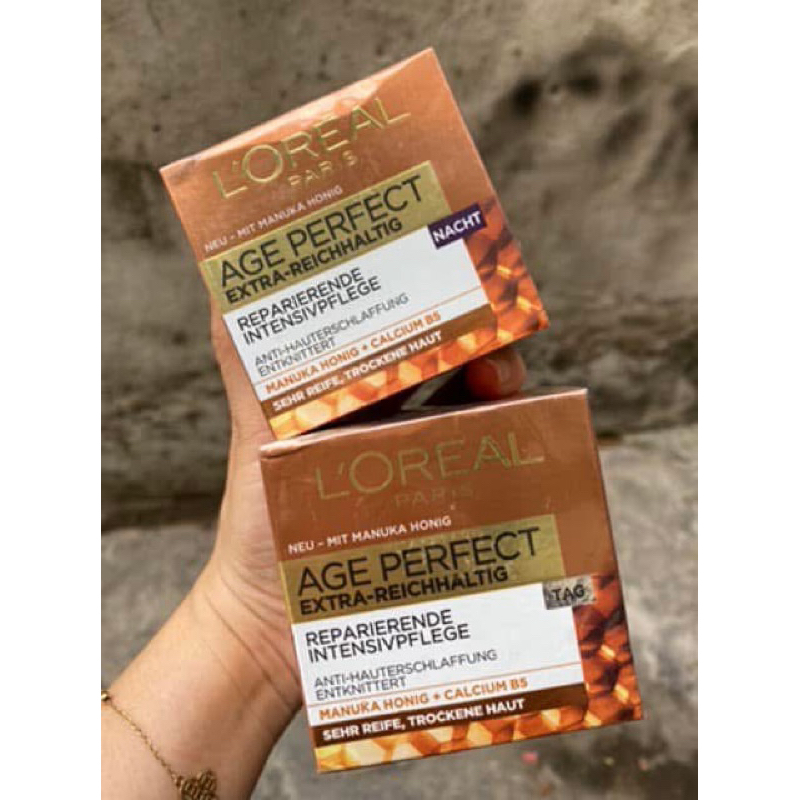 L'ORÉAL
PARIS
NEU – MIT MANUKA HONIG
AGE PERFECT
EXTRA-REICHHALTIG
NACHT
REPARIERENDE
INTENSIVPFLEGE
ANTI-HAUTERSCHLAFFUNG
ENTKNITTERT
MANUKA HONIG + CALCIUM B5
SEHR REIFE, TROCKENE HAUT
L'ORÉAL
PARIS
NEU – MIT MANUKA HONIG
AGE PERFECT
EXTRA-REICHHALTIG
TAG
REPARIERENDE
INTENSIVPFLEGE
ANTI-HAUTERSCHLAFFUNG
ENTKNITTERT
MANUKA HONIG + CALCIUM B5
SEHR REIFE, TROCKENE HAUT